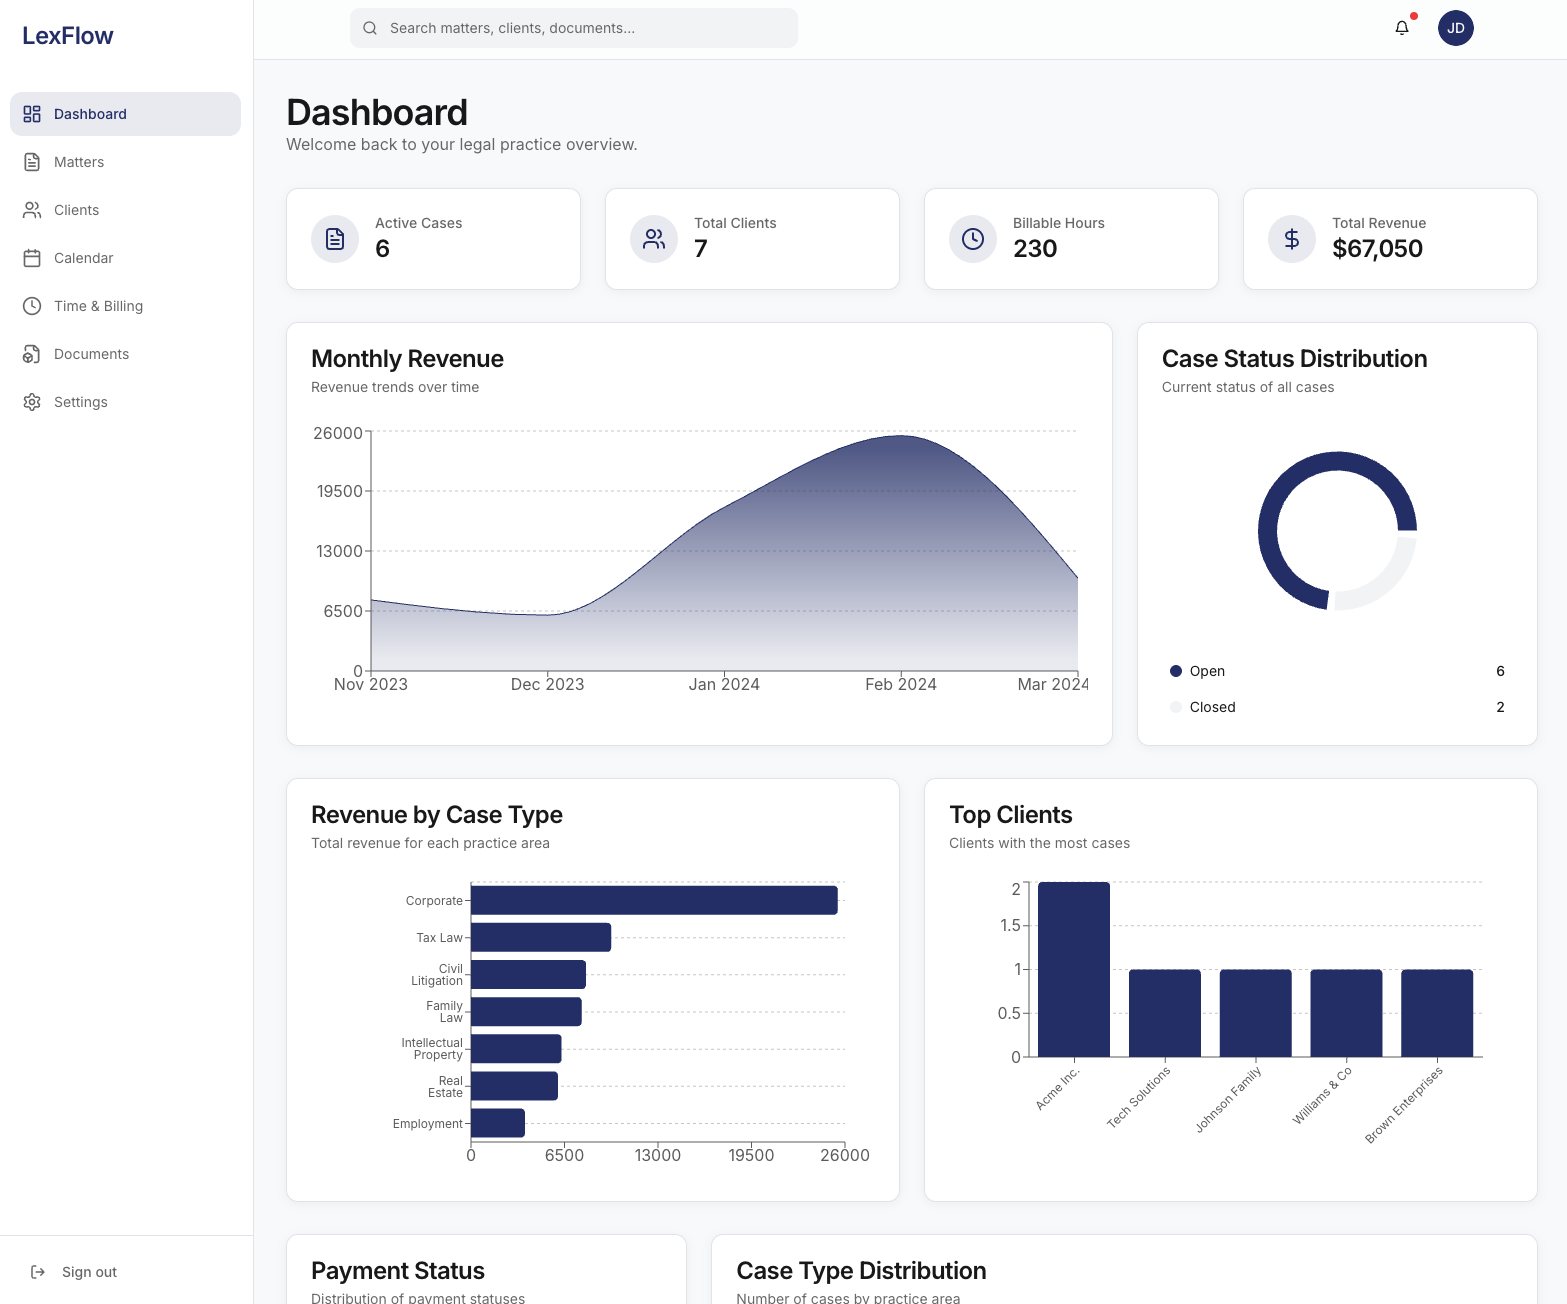 LexFlow
Search matters, clients, documents...
JD
Dashboard
Matters
Clients
Calendar
Time & Billing
Documents
Settings
Sign out
Dashboard
Welcome back to your legal practice overview.
Active Cases
6
Total Clients
7
Billable Hours
230
Total Revenue
$67,050
Monthly Revenue
Revenue trends over time
26000
19500
13000
6500
0
Nov 2023
Dec 2023
Jan 2024
Feb 2024
Mar 2024
Case Status Distribution
Current status of all cases
Open 6
Closed 2
Revenue by Case Type
Total revenue for each practice area
Corporate
Tax Law
Civil
Litigation
Family
Law
Intellectual
Property
Real
Estate
Employment
0
6500
13000
19500
26000
Top Clients
Clients with the most cases
2
1.5
1
0.5
0
Acme Inc.
Tech Solutions
Johnson Family
Williams & Co
Brown Enterprises
Payment Status
Distribution of payment statuses
Case Type Distribution
Number of cases by practice area